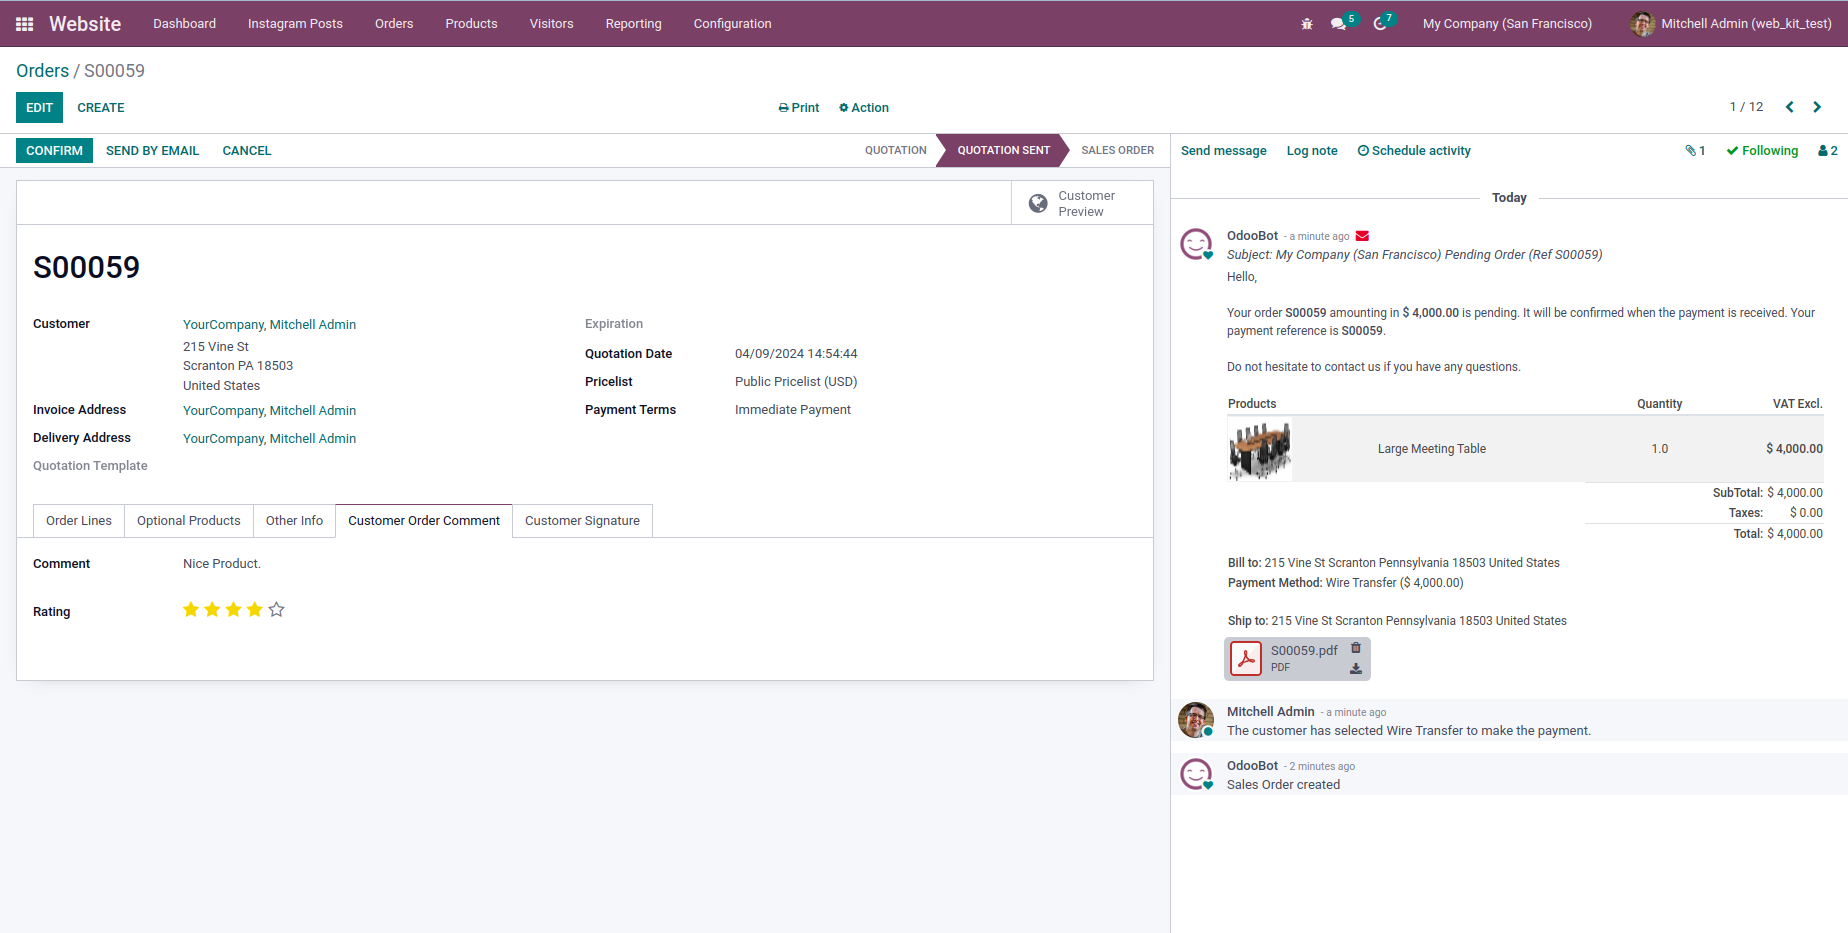 Website Dashboard Instagram Posts Orders Products Visitors Reporting Configuration 5 7 My Company (San Francisco) Mitchell Admin (web_kit_test)
Orders / S00059
EDIT CREATE Print Action 1 / 12
CONFIRM SEND BY EMAIL CANCEL QUOTATION QUOTATION SENT SALES ORDER
Customer
Preview
S00059
Customer YourCompany, Mitchell Admin
215 Vine St
Scranton PA 18503
United States
Invoice Address YourCompany, Mitchell Admin
Delivery Address YourCompany, Mitchell Admin
Quotation Template
Expiration
Quotation Date 04/09/2024 14:54:44
Pricelist Public Pricelist (USD)
Payment Terms Immediate Payment
Order Lines Optional Products Other Info Customer Order Comment Customer Signature
Comment Nice Product.
Rating
Send message Log note Schedule activity 1 Following 2
Today
OdooBot - a minute ago
Subject: My Company (San Francisco) Pending Order (Ref S00059)
Hello,
Your order S00059 amounting in $ 4,000.00 is pending. It will be confirmed when the payment is received. Your
payment reference is S00059.
Do not hesitate to contact us if you have any questions.
Products Quantity VAT Excl.
Large Meeting Table 1.0 $ 4,000.00
SubTotal: $ 4,000.00
Taxes: $ 0.00
Total: $ 4,000.00
Bill to: 215 Vine St Scranton Pennsylvania 18503 United States
Payment Method: Wire Transfer ($ 4,000.00)
Ship to: 215 Vine St Scranton Pennsylvania 18503 United States
S00059.pdf
PDF
Mitchell Admin - a minute ago
The customer has selected Wire Transfer to make the payment.
OdooBot - 2 minutes ago
Sales Order created